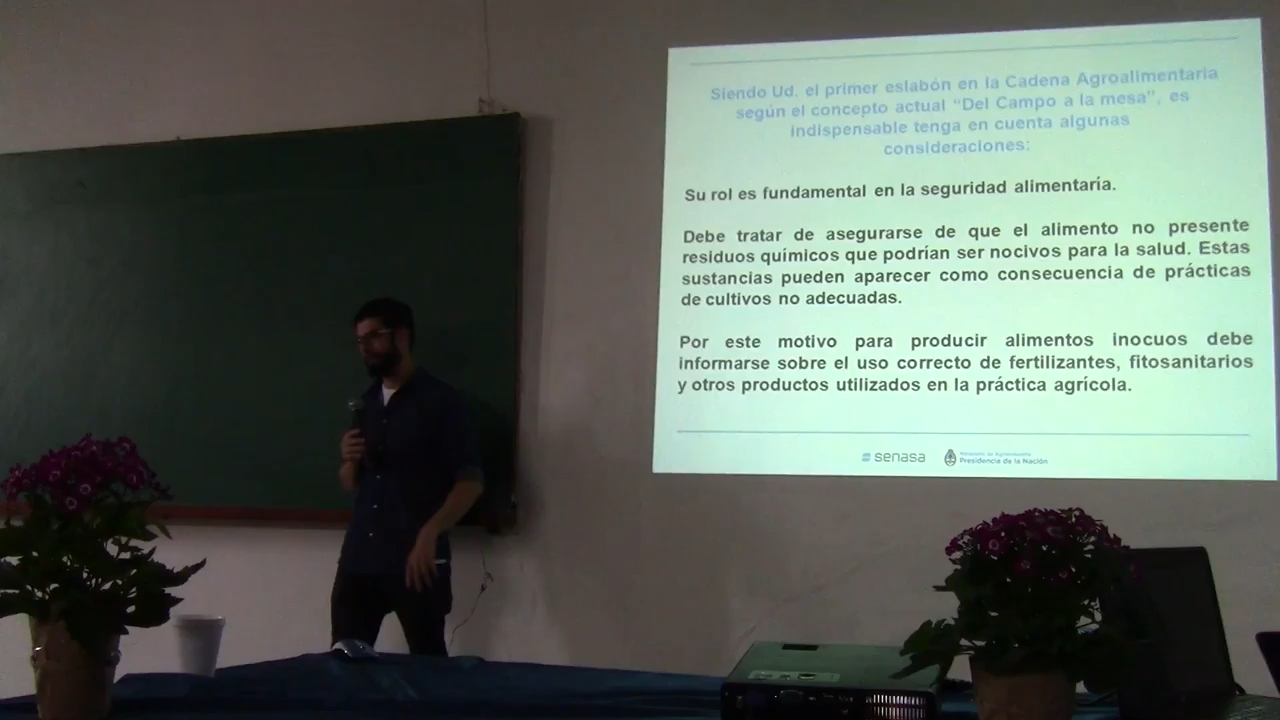 Siendo Ud. el primer eslabón en la Cadena Agroalimentaria
según el concepto actual “Del Campo a la mesa”, es
indispensable tenga en cuenta algunas
consideraciones:
Su rol es fundamental en la seguridad alimentaría.
Debe tratar de asegurarse de que el alimento no presente
residuos químicos que podrían ser nocivos para la salud. Estas
sustancias pueden aparecer como consecuencia de prácticas
de cultivos no adecuadas.
Por este motivo para producir alimentos inocuos debe
informarse sobre el uso correcto de fertilizantes, fitosanitarios
y otros productos utilizados en la práctica agrícola.
senasa
Ministerio de Agroindustria
Presidencia de la Nación